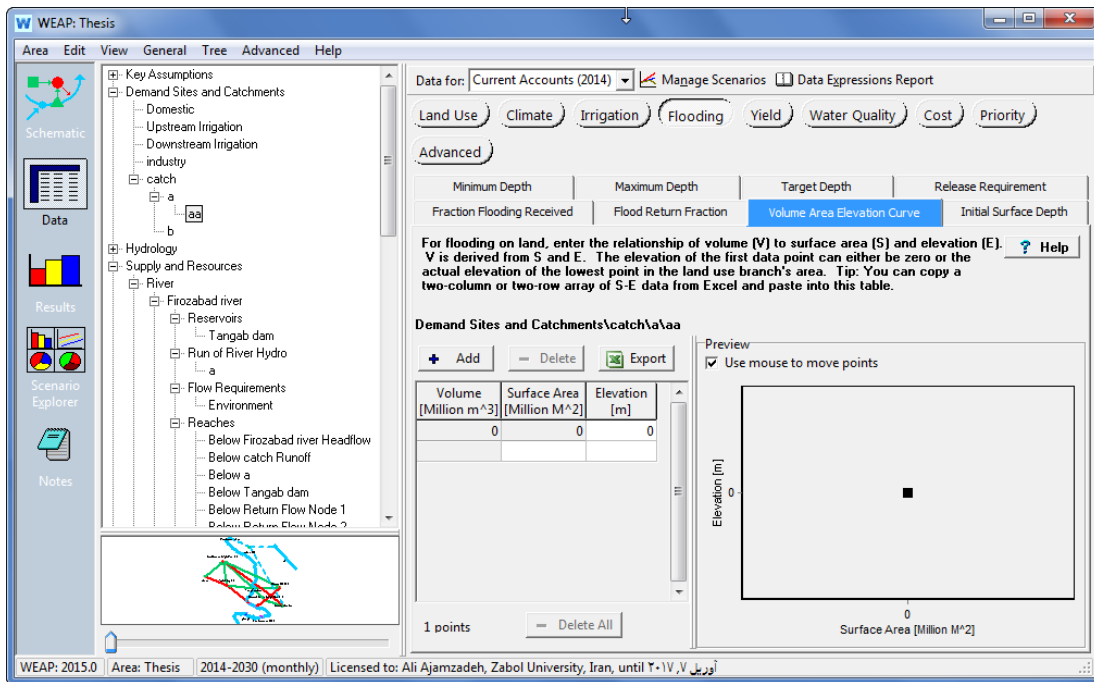 WEAP: Thesis
Area Edit View General Tree Advanced Help
Schematic
Data
Results
Scenario
Explorer
Notes
Key Assumptions
Demand Sites and Catchments
Domestic
Upstream Irrigation
Downstream Irrigation
industry
catch
a
aa
b
Hydrology
Supply and Resources
River
Firozabad river
Reservoirs
Tangab dam
Run of River Hydro
a
Flow Requirements
Environment
Reaches
Below Firozabad river Headflow
Below catch Runoff
Below a
Below Tangab dam
Below Return Flow Node 1
Below Return Flow Node 2
Data for: Current Accounts (2014) Manage Scenarios Data Expressions Report
Land Use Climate Irrigation Flooding Yield Water Quality Cost Priority
Advanced
Minimum Depth Maximum Depth Target Depth Release Requirement
Fraction Flooding Received Flood Return Fraction Volume Area Elevation Curve Initial Surface Depth
For flooding on land, enter the relationship of volume (V) to surface area (S) and elevation (E).
V is derived from S and E. The elevation of the first data point can either be zero or the
actual elevation of the lowest point in the land use branch's area. Tip: You can copy a
two-column or two-row array of S-E data from Excel and paste into this table.
? Help
Demand Sites and Catchments\catch\a\aa
+ Add - Delete Export
Volume Surface Area Elevation
[Million m^3] [Million M^2] [m]
0 0 0
1 points - Delete All
Preview
Use mouse to move points
Elevation [m]
0
0
Surface Area [Million M^2]
WEAP: 2015.0 Area: Thesis 2014-2030 (monthly) Licensed to: Ali Ajamzadeh, Zabol University, Iran, until آوریل ۷, ۲۰۱۷